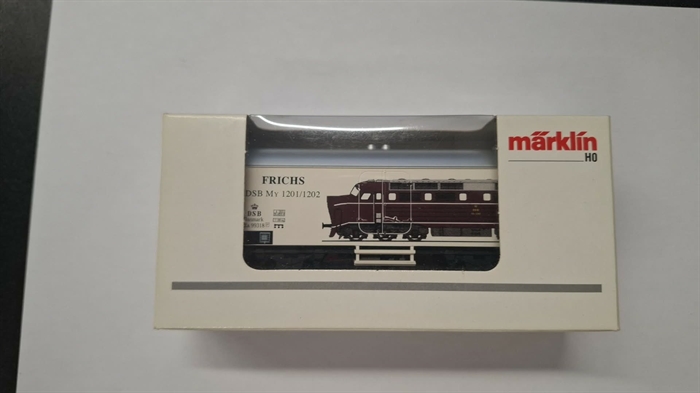 märklin
H0
FRICHS
DSB My 1201/1202
DSB